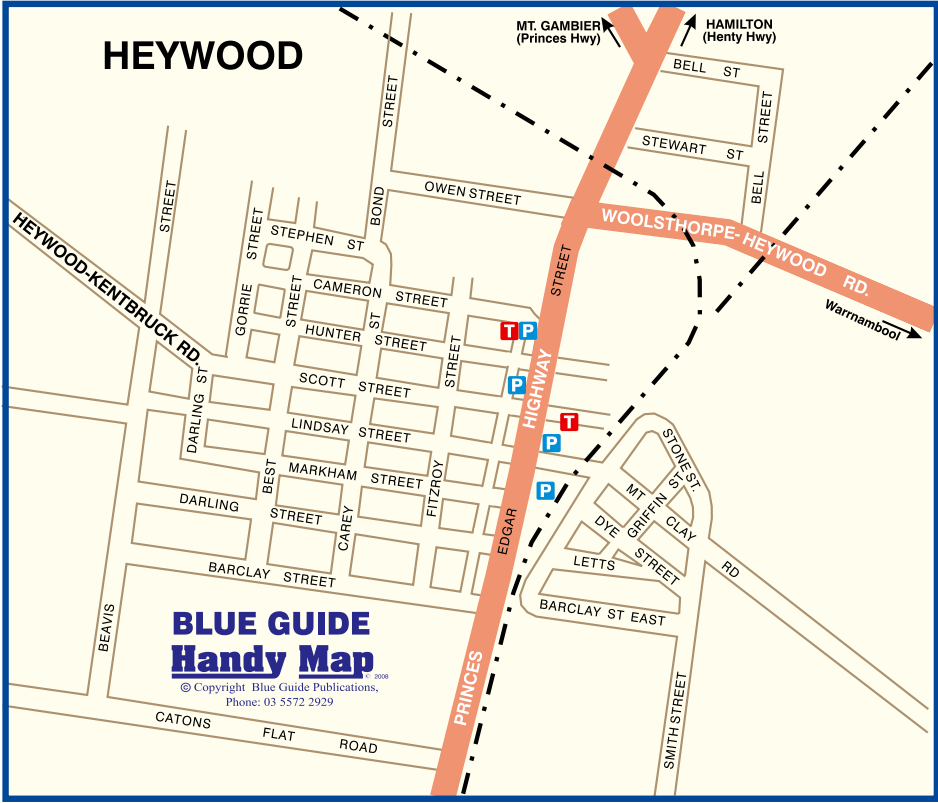 HEYWOOD
MT. GAMBIER
(Princes Hwy)
HAMILTON
(Henty Hwy)
BELL ST
BELL STREET
STEWART ST
OWEN STREET
BOND STREET
STREET
WOOLSTHORPE-HEYWOOD RD.
Warrnambool
HEYWOOD-KENTBRUCK RD.
GORRIE STREET
STEPHEN ST
CAMERON STREET
HUNTER STREET
SCOTT STREET
LINDSAY STREET
MARKHAM STREET
DARLING ST
DARLING STREET
BEST STREET
CAREY ST
FITZROY STREET
EDGAR STREET
PRINCES HIGHWAY
T P
P
T
P
P
BARCLAY STREET
BEAVIS
STONE ST.
MT CLAY RD
GRIFFIN ST
DYE STREET
LETTS
BARCLAY ST EAST
SMITH STREET
CATONS FLAT ROAD
BLUE GUIDE
Handy Map
© 2008
© Copyright Blue Guide Publications,
Phone: 03 5572 2929